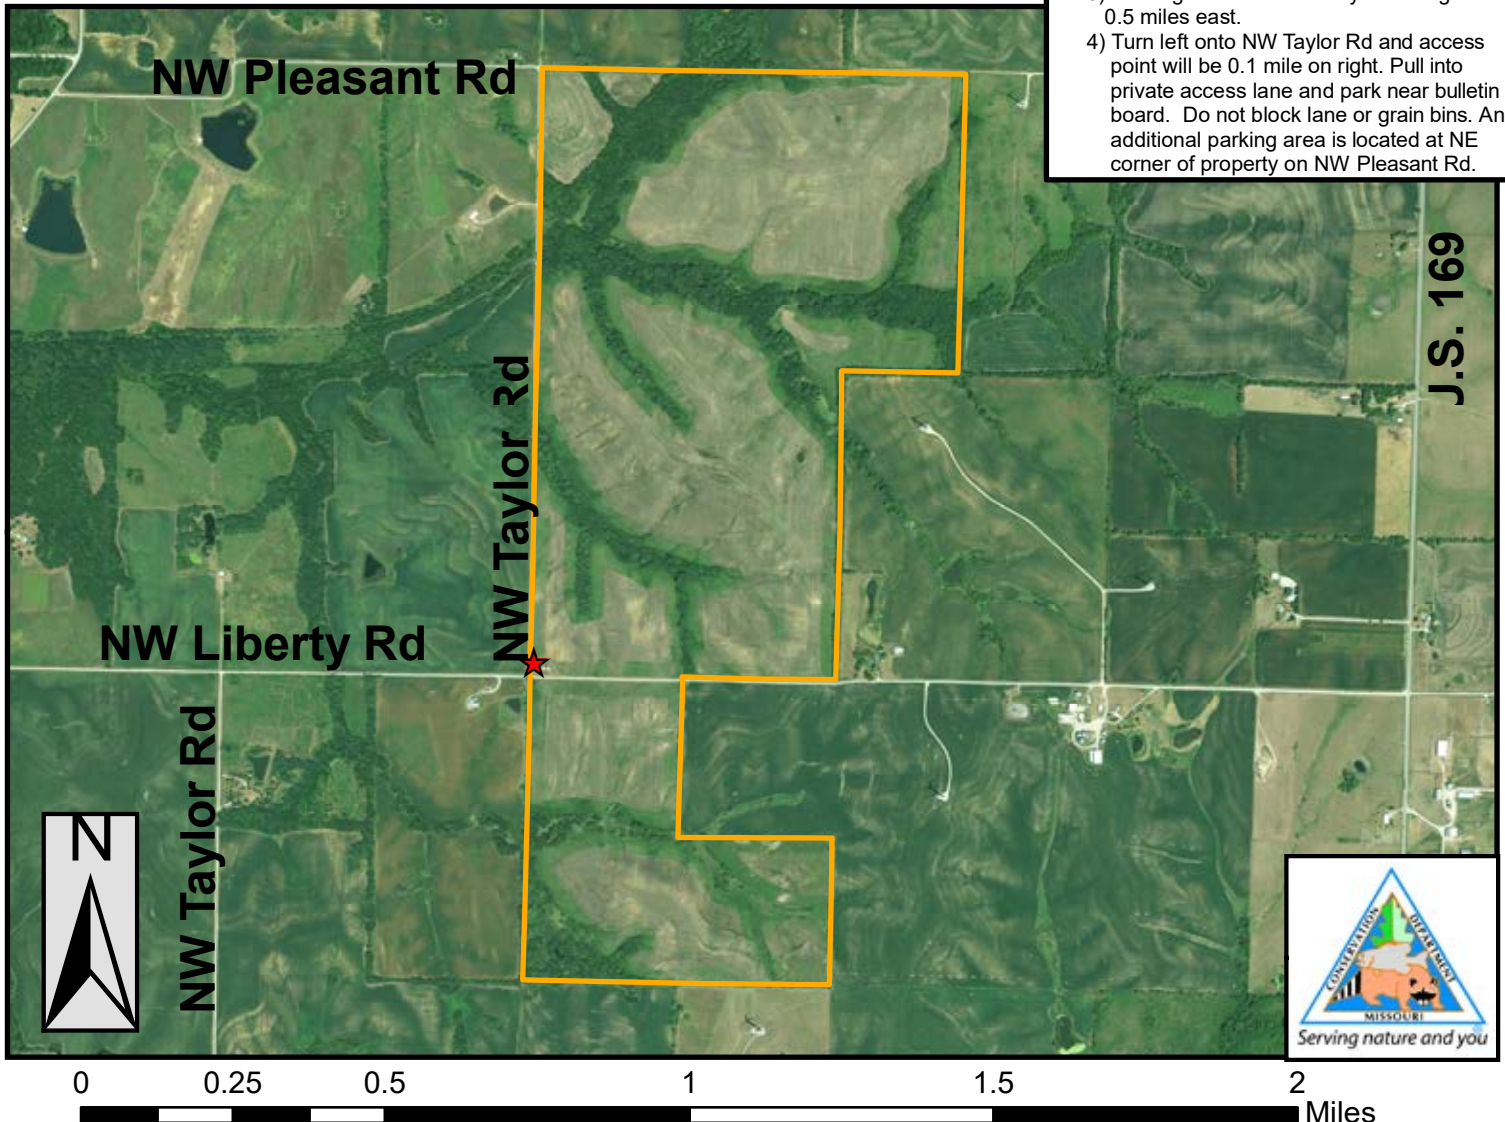 0.5 miles east.
4) Turn left onto NW Taylor Rd and access
point will be 0.1 mile on right. Pull into
private access lane and park near bulletin
board. Do not block lane or grain bins. An
additional parking area is located at NE
corner of property on NW Pleasant Rd.
NW Pleasant Rd
J.S. 169
NW Taylor Rd
NW Liberty Rd
NW Taylor Rd
N
CONSERVATION
DEPARTMENT
MISSOURI
Serving nature and you
0 0.25 0.5 1 1.5 2
Miles